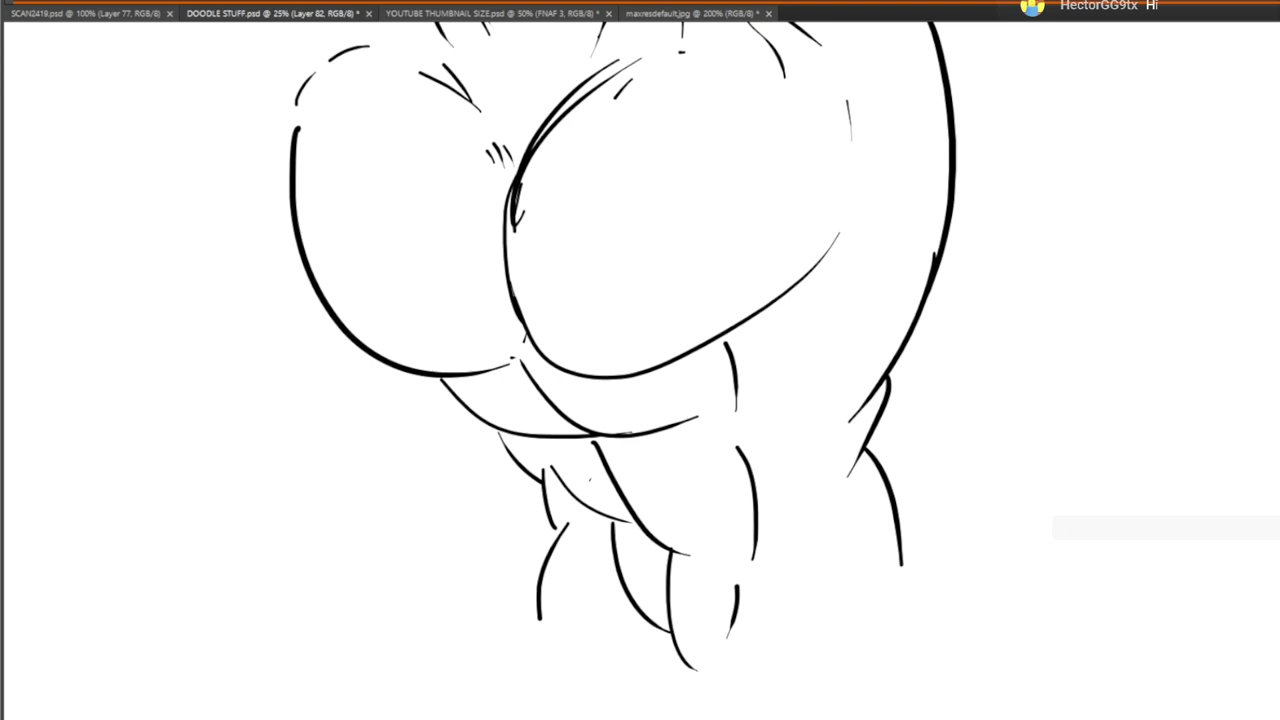 HectorGG9tx Hi
SCAN2419.psd @ 100% (Layer 77, RGB/8) × DOODLE STUFF.psd @ 25% (Layer 82, RGB/8) * × YOUTUBE THUMBNAIL SIZE.psd @ 50% (FNAF 3, RGB/8) * × maxresdefault.jpg @ 200% (RGB/8) * ×